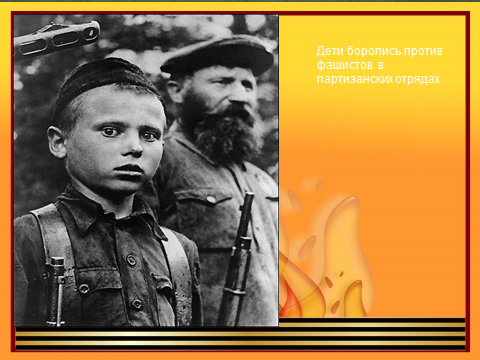 Дети боролись против
фашистов в
партизанских отрядах